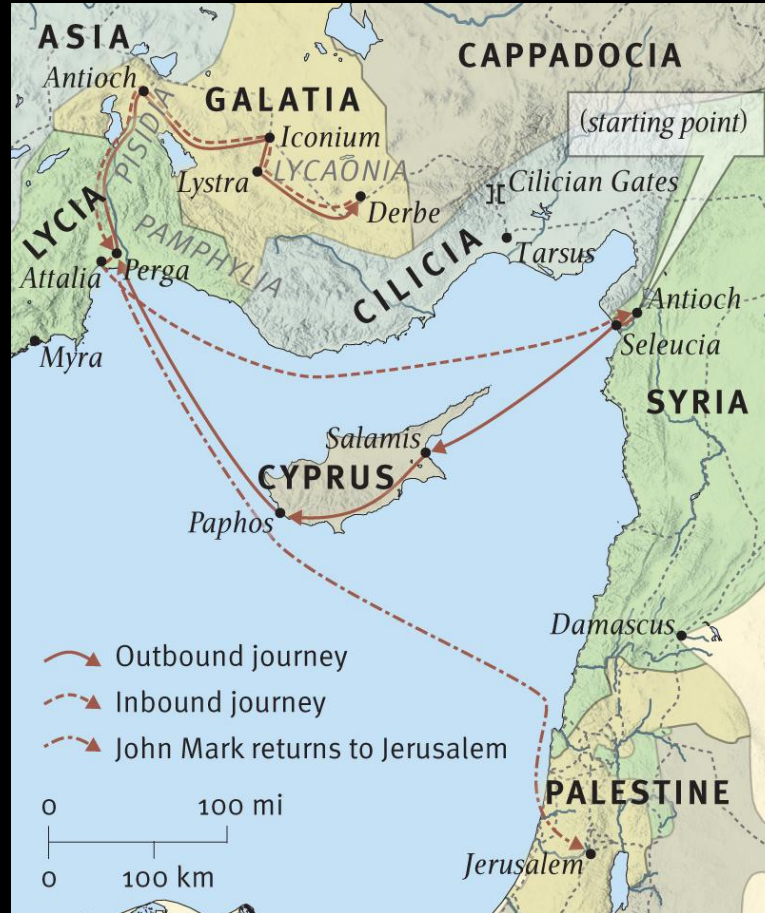 ASIA
CAPPADOCIA
Antioch
GALATIA
(starting point)
PISIDIA
Iconium
LYCAONIA
Lystra
Cilician Gates
Derbe
LYCIA
PAMPHYLIA
CILICIA
Tarsus
Attalia
Perga
Antioch
Seleucia
Myra
SYRIA
Salamis
CYPRUS
Paphos
Damascus
Outbound journey
Inbound journey
John Mark returns to Jerusalem
PALESTINE
0 100 mi
Jerusalem
0 100 km